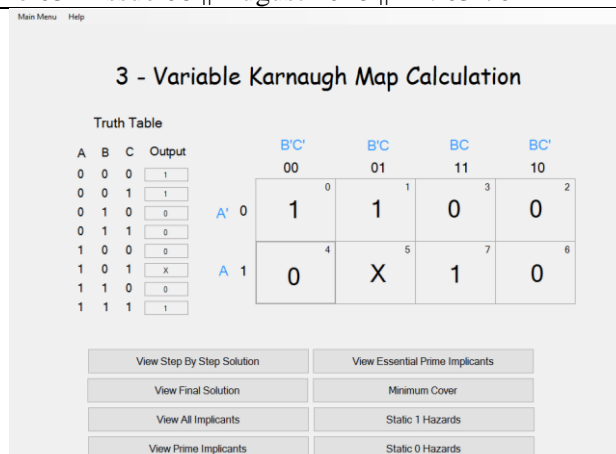 Main Menu Help
3 - Variable Karnaugh Map Calculation
Truth Table
A B C Output
0 0 0 1
0 0 1 1
0 1 0 0
0 1 1 0
1 0 0 0
1 0 1 X
1 1 0 0
1 1 1 1
B'C' B'C BC BC'
00 01 11 10
0 1 3 2
A' 0 1 1 0 0
4 5 7 6
A 1 0 X 1 0
View Step By Step Solution View Essential Prime Implicants
View Final Solution Minimum Cover
View All Implicants Static 1 Hazards
View Prime Implicants Static 0 Hazards